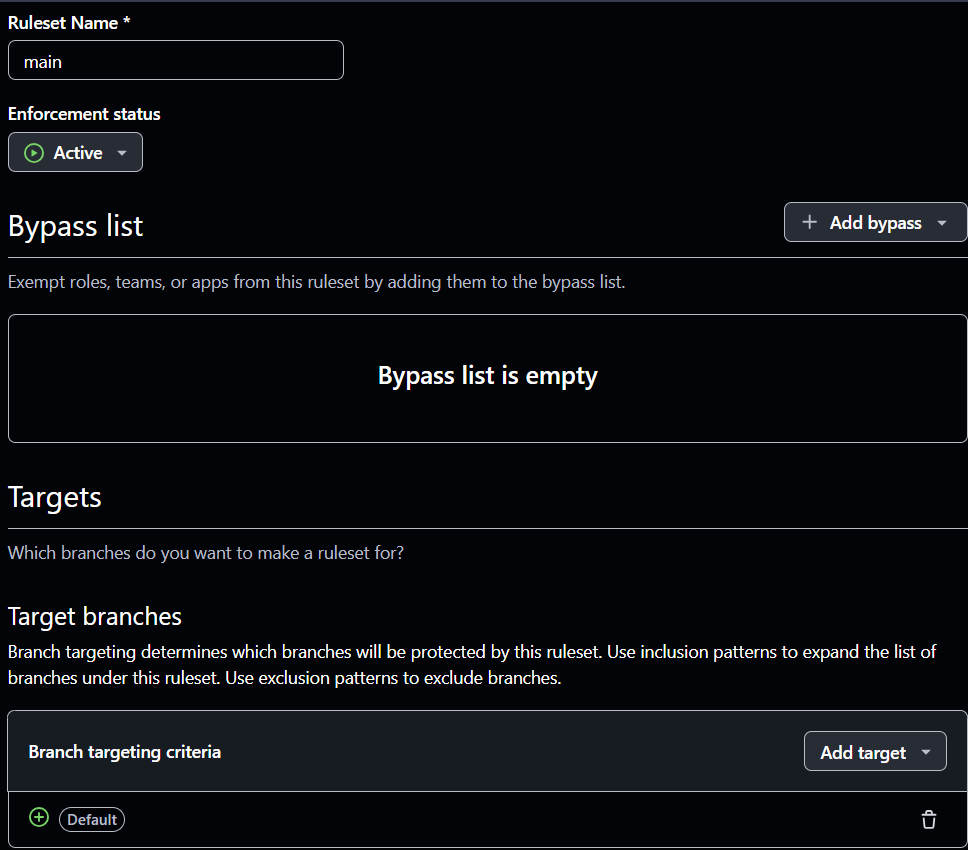 Ruleset Name *
main
Enforcement status
Active
Bypass list
Add bypass
Exempt roles, teams, or apps from this ruleset by adding them to the bypass list.
Bypass list is empty
Targets
Which branches do you want to make a ruleset for?
Target branches
Branch targeting determines which branches will be protected by this ruleset. Use inclusion patterns to expand the list of
branches under this ruleset. Use exclusion patterns to exclude branches.
Branch targeting criteria
Add target
Default